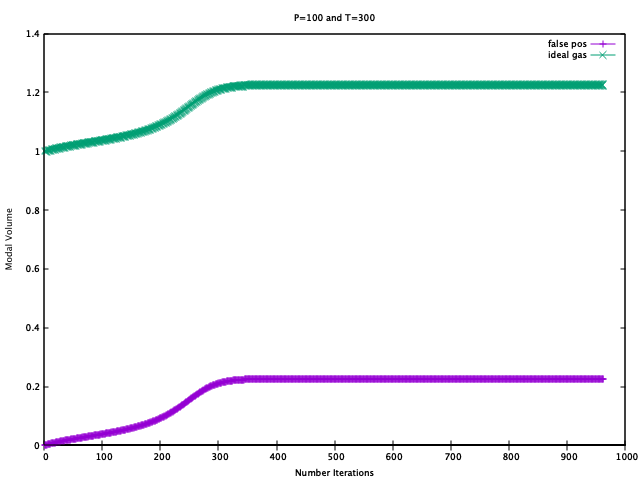 P=100 and T=300
false pos
ideal gas
1.4
1.2
1
0.8
0.6
0.4
0.2
0
Modal Volume
0 100 200 300 400 500 600 700 800 900 1000
Number Iterations